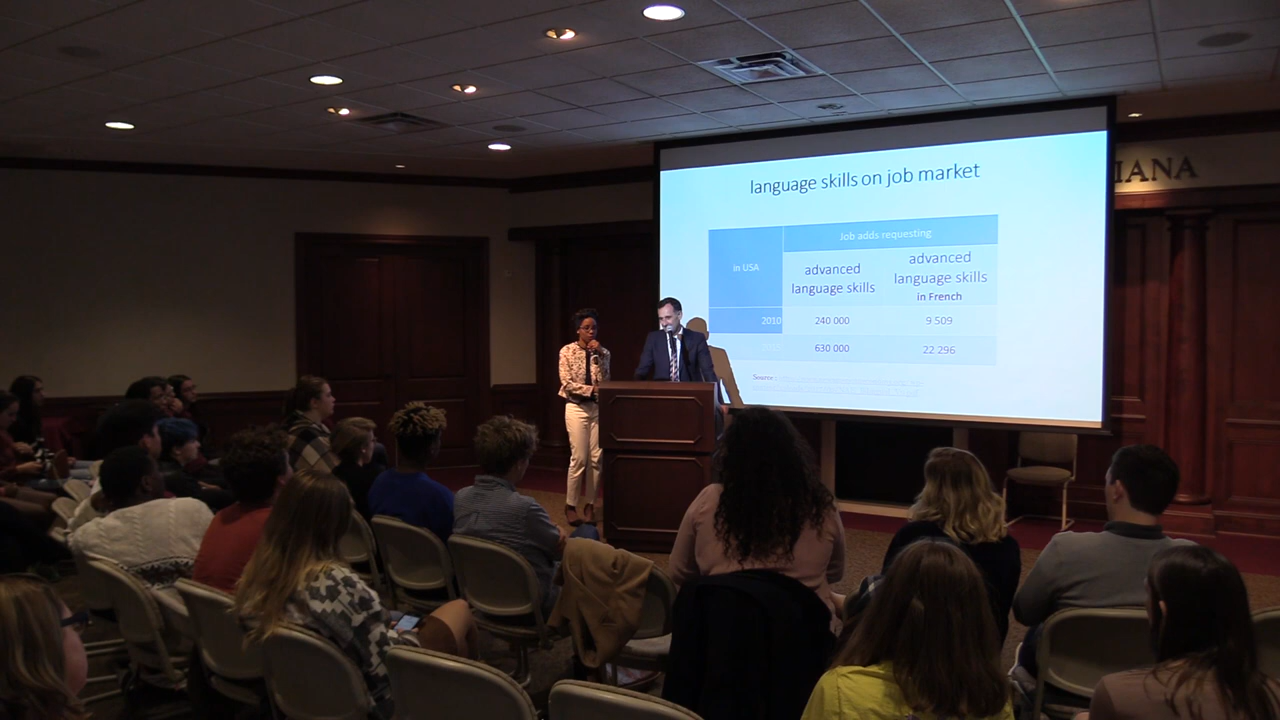 language skills on job market
Job adds requesting
in USA
advanced
language skills
advanced
language skills
in French
2010
240 000
9 509
630 000
22 296
Source :
IANA